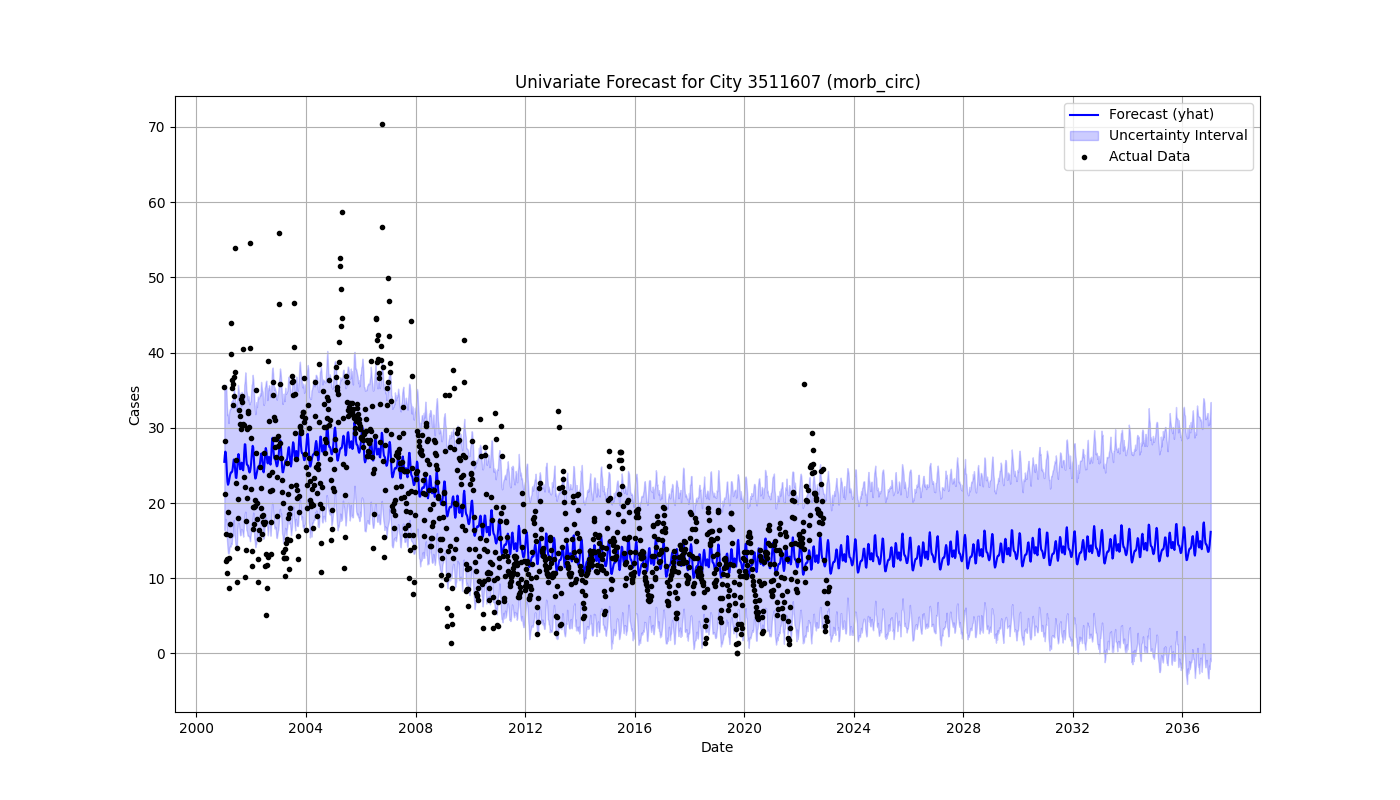 Univariate Forecast for City 3511607 (morb_circ)
Forecast (yhat)
Uncertainty Interval
Actual Data
Cases
70
60
50
40
30
20
10
0
2000 2004 2008 2012 2016 2020 2024 2028 2032 2036
Date